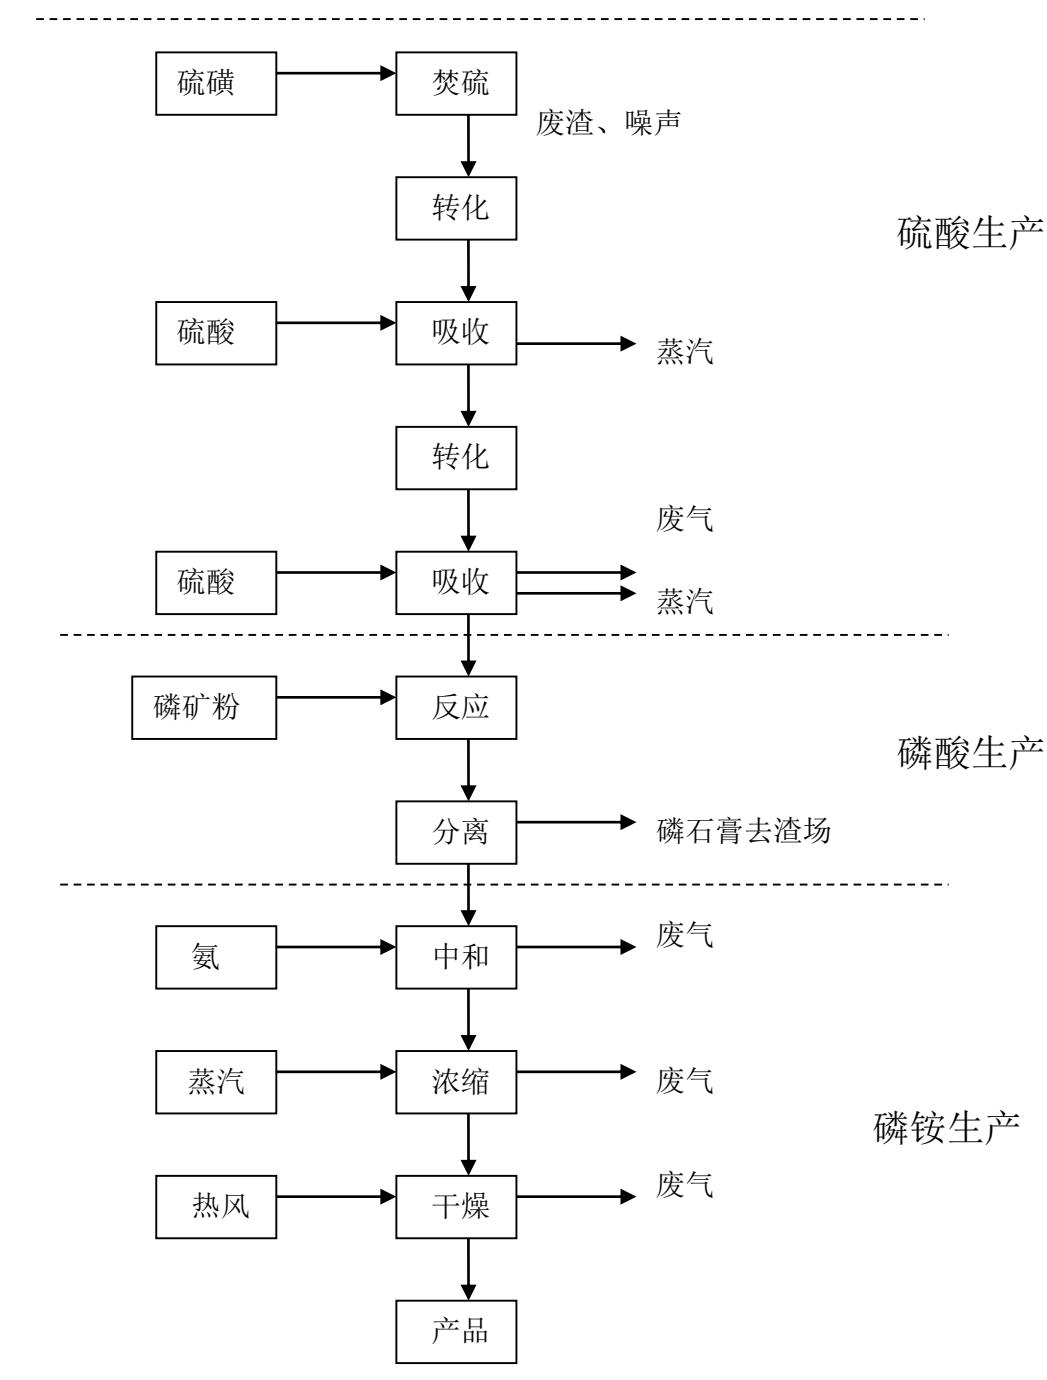 硫磺
焚硫
废渣、噪声
转化
硫酸生产
硫酸
吸收
蒸汽
转化
废气
硫酸
吸收
蒸汽
磷矿粉
反应
磷酸生产
分离
磷石膏去渣场
氨
中和
废气
蒸汽
浓缩
废气
磷铵生产
热风
干燥
废气
产品